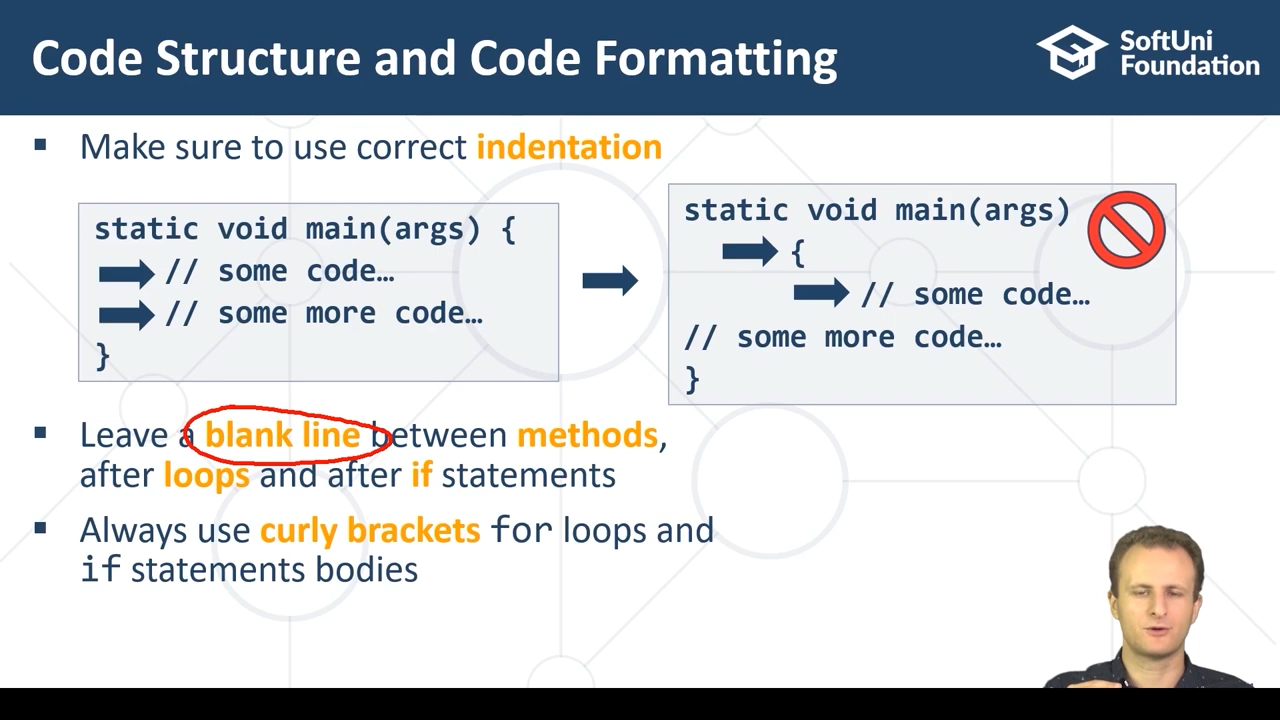 Code Structure and Code Formatting
SoftUni
Foundation
▪ Make sure to use correct indentation
static void main(args) {
// some code…
// some more code…
}
static void main(args)
{
// some code…
// some more code…
}
▪ Leave a blank line between methods,
after loops and after if statements
▪ Always use curly brackets for loops and
if statements bodies